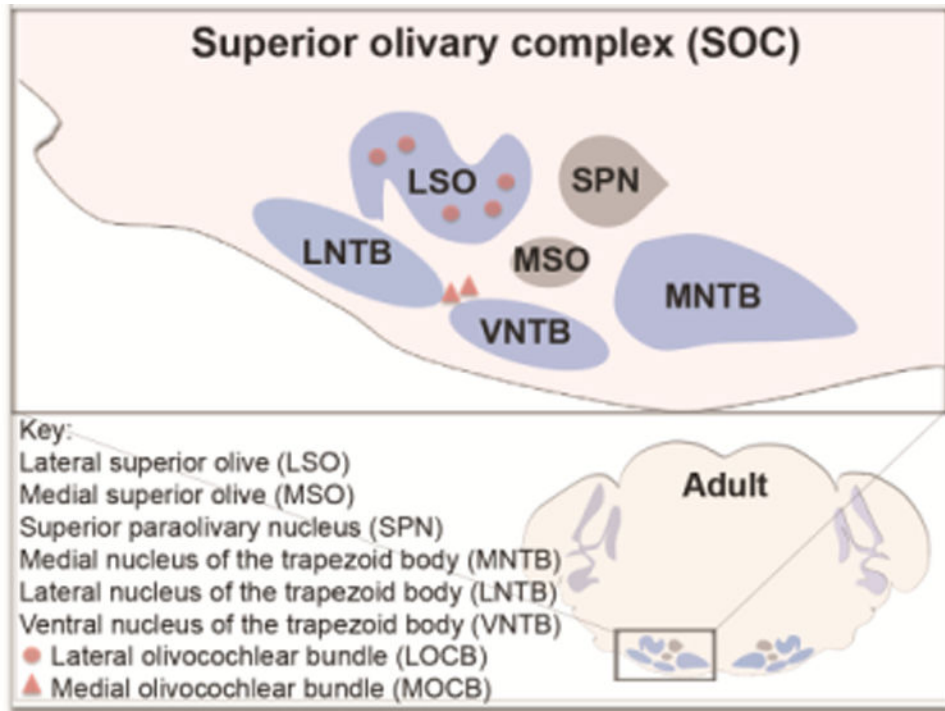 Superior olivary complex (SOC)
LSO
SPN
LNTB
MSO
MNTB
VNTB
Key:
Lateral superior olive (LSO)
Medial superior olive (MSO)
Superior paraolivary nucleus (SPN)
Medial nucleus of the trapezoid body (MNTB)
Lateral nucleus of the trapezoid body (LNTB)
Ventral nucleus of the trapezoid body (VNTB)
Lateral olivocochlear bundle (LOCB)
Medial olivocochlear bundle (MOCB)
Adult